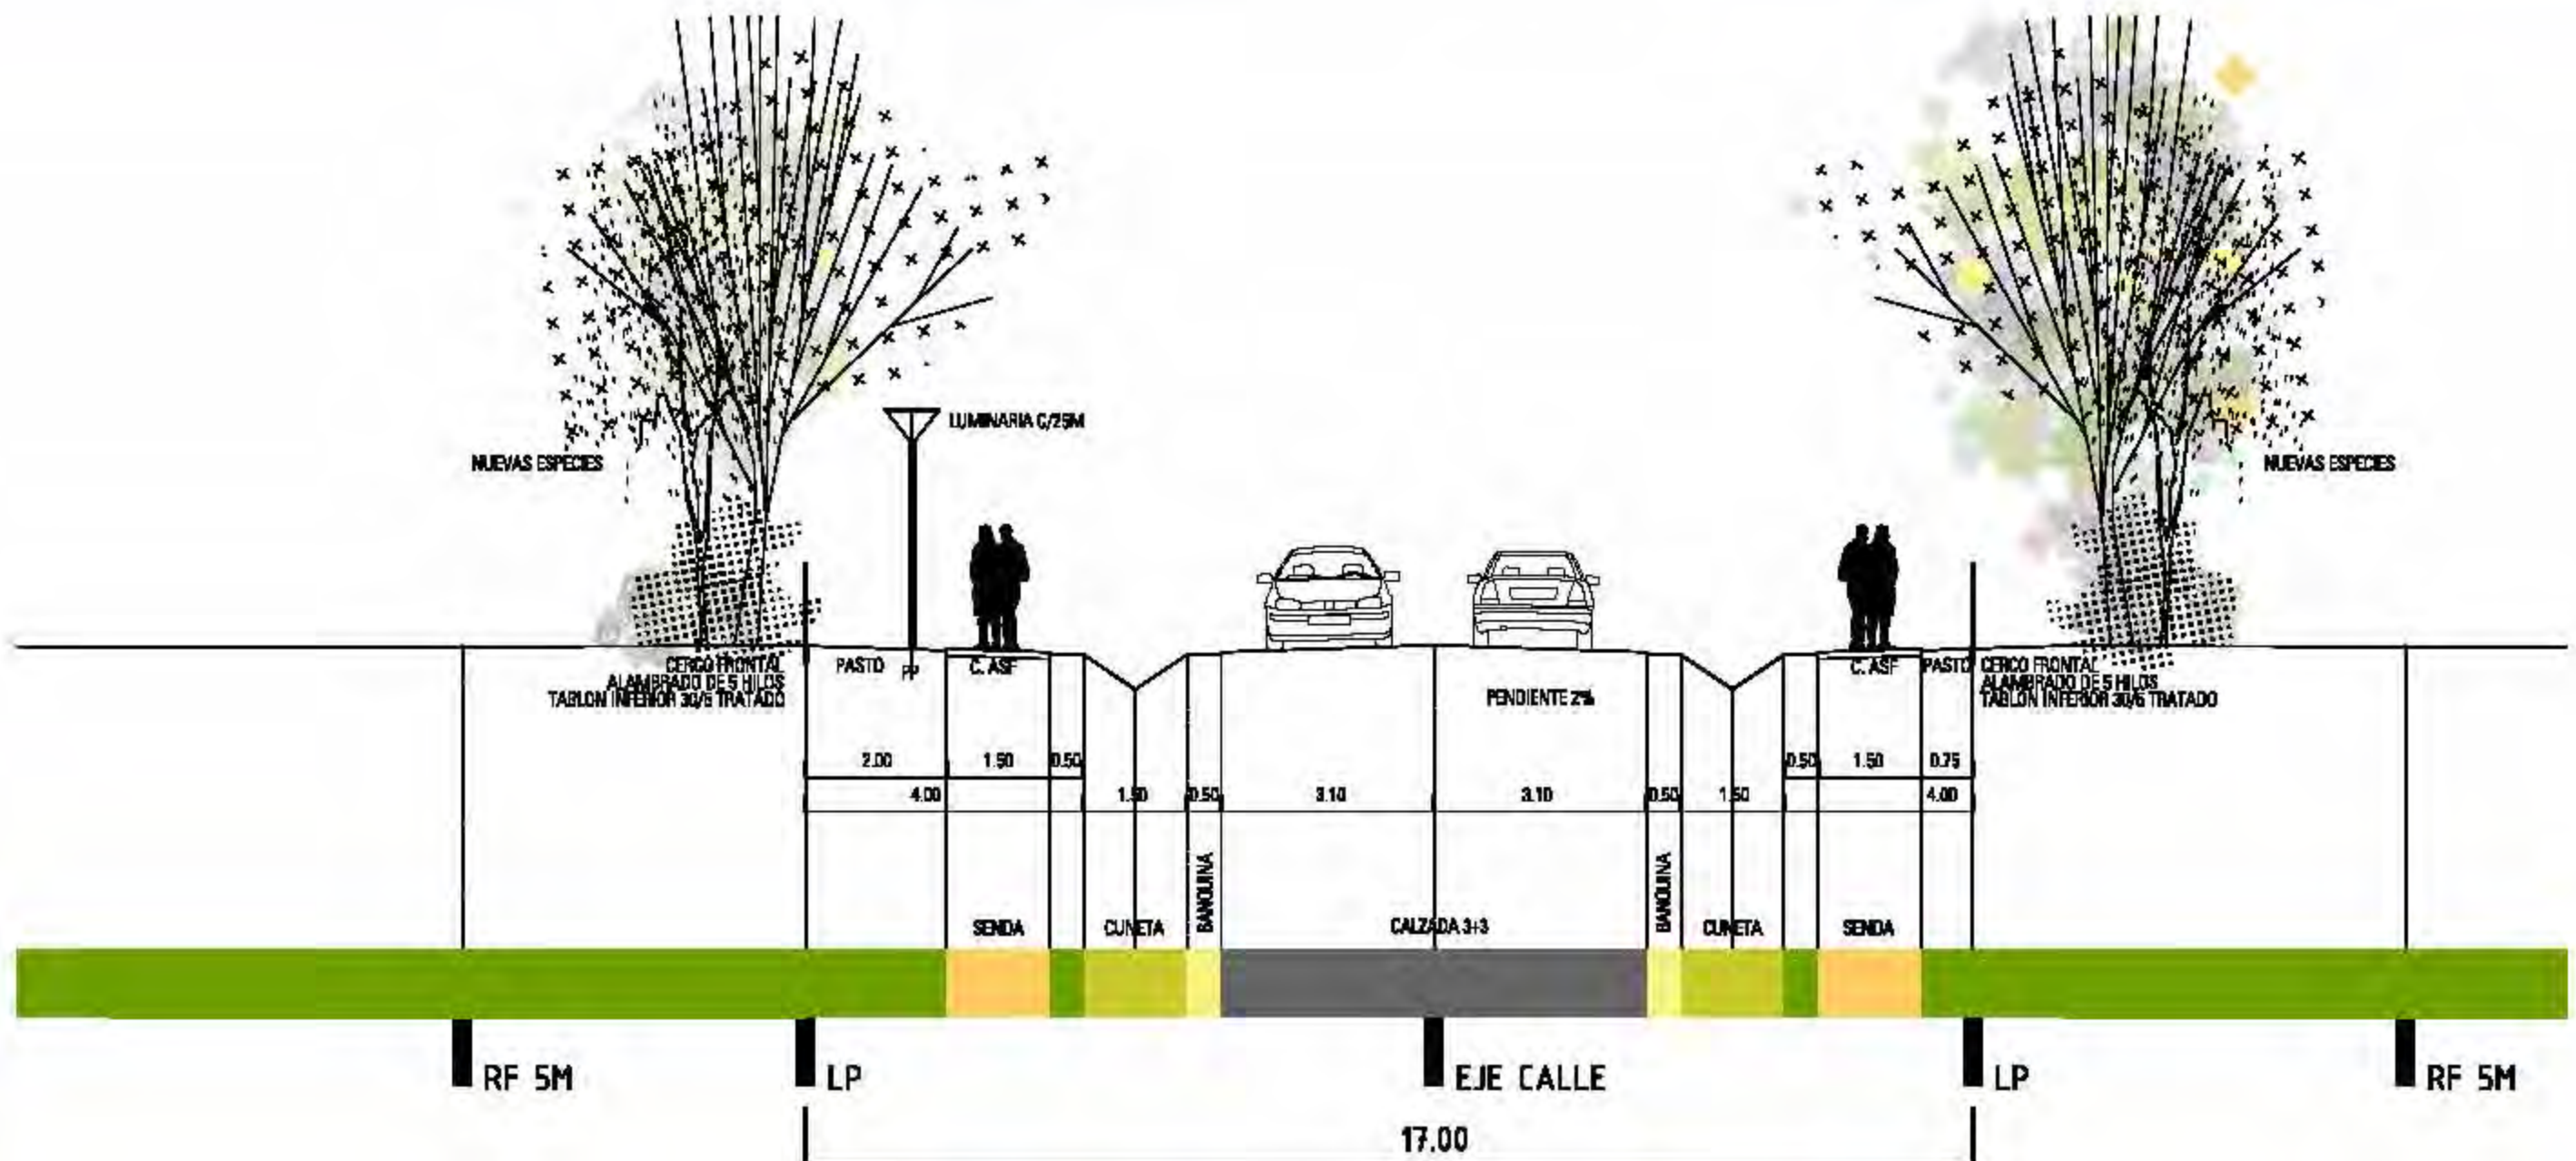 LUMINARIA C/25M
NUEVAS ESPECIES
NUEVAS ESPECIES
CERCO FRONTAL
ALAMBRADO DE 5 HILOS
TABLON INFERIOR 30/5 TRATADO
PASTO
PP
C. ASF
PENDIENTE 2%
C. ASF
PASTO
CERCO FRONTAL
ALAMBRADO DE 5 HILOS
TABLON INFERIOR 30/5 TRATADO
2.00 1.50 0.50 0.50 1.50 0.75
4.00 1.50 0.50 3.10 3.10 0.50 1.50 4.00
SENDA CUNETA BANQUINA CALZADA 3+3 BANQUINA CUNETA SENDA
RF 5M LP EJE CALLE LP RF 5M
17.00